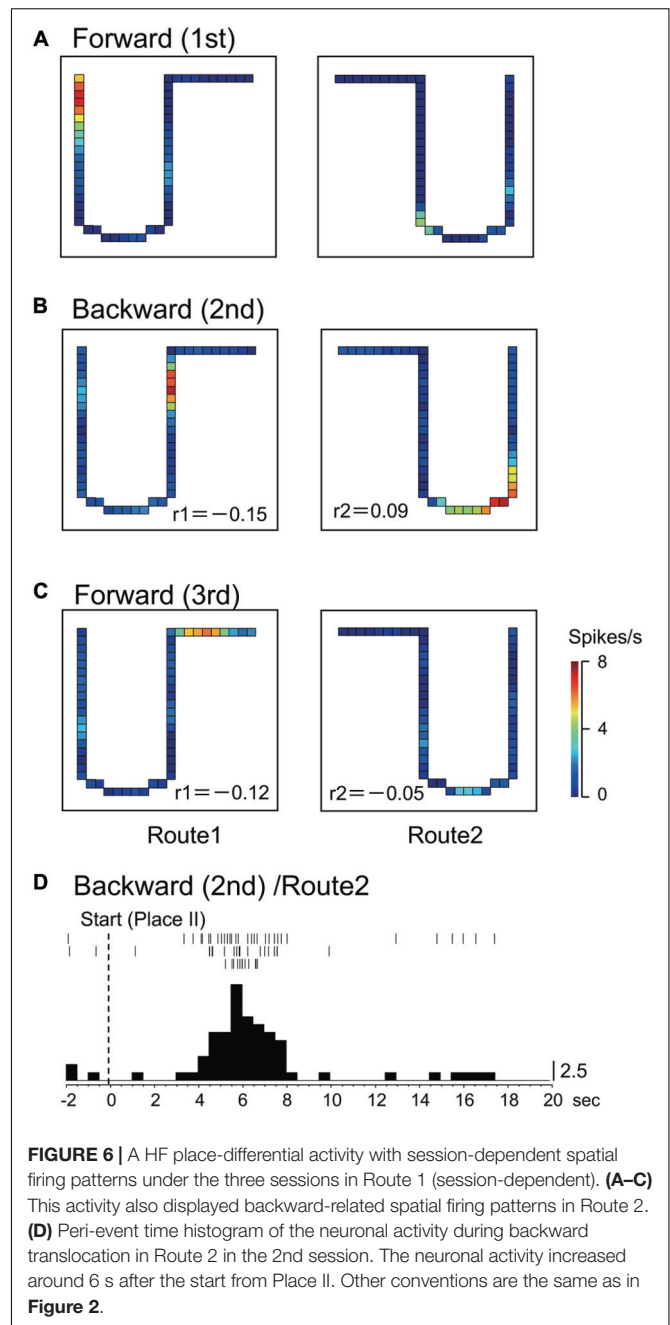 A Forward (1st)
B Backward (2nd)
r1=−0.15
r2=0.09
C Forward (3rd)
Spikes/s
8
4
0
r1=−0.12
r2=−0.05
Route1
Route2
D Backward (2nd) /Route2
Start (Place II)
2.5
-2 0 2 4 6 8 10 12 14 16 18 20 sec
FIGURE 6 | A HF place-differential activity with session-dependent spatial
firing patterns under the three sessions in Route 1 (session-dependent). (A–C)
This activity also displayed backward-related spatial firing patterns in Route 2.
(D) Peri-event time histogram of the neuronal activity during backward
translocation in Route 2 in the 2nd session. The neuronal activity increased
around 6 s after the start from Place II. Other conventions are the same as in
Figure 2.